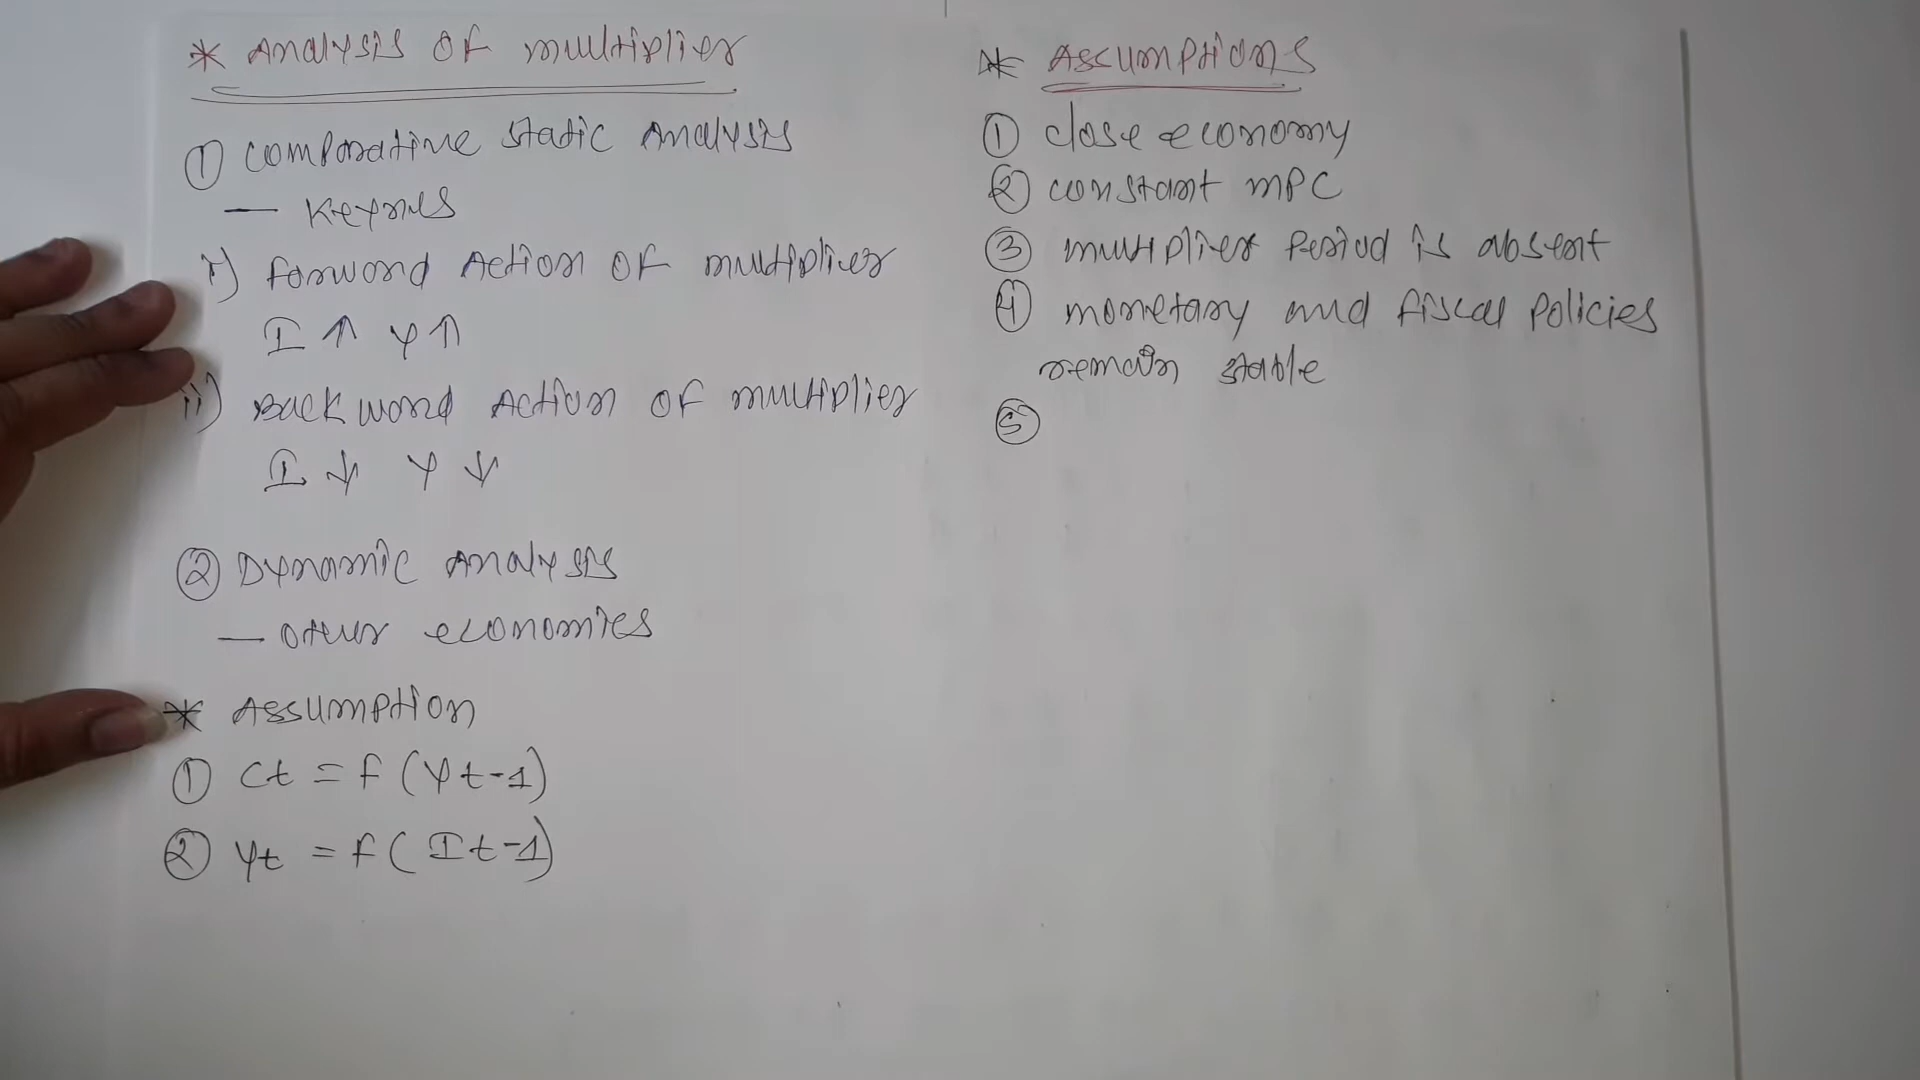 * Analysis of multiplier
① comparative static Analysis
— Keynes
i) forword Action of multiplier
I ↑ Y ↑
ii) Backword Action of multiplier
I ↓ Y ↓
② Dynamic Analysis
— other economies
* Assumption
① Ct = f (Yt-1)
② Yt = f ( It-1)
* Assumptions
① close economy
② constant mpc
③ multiplier period is absent
④ monetary and fiscal policies
remain stable
⑤